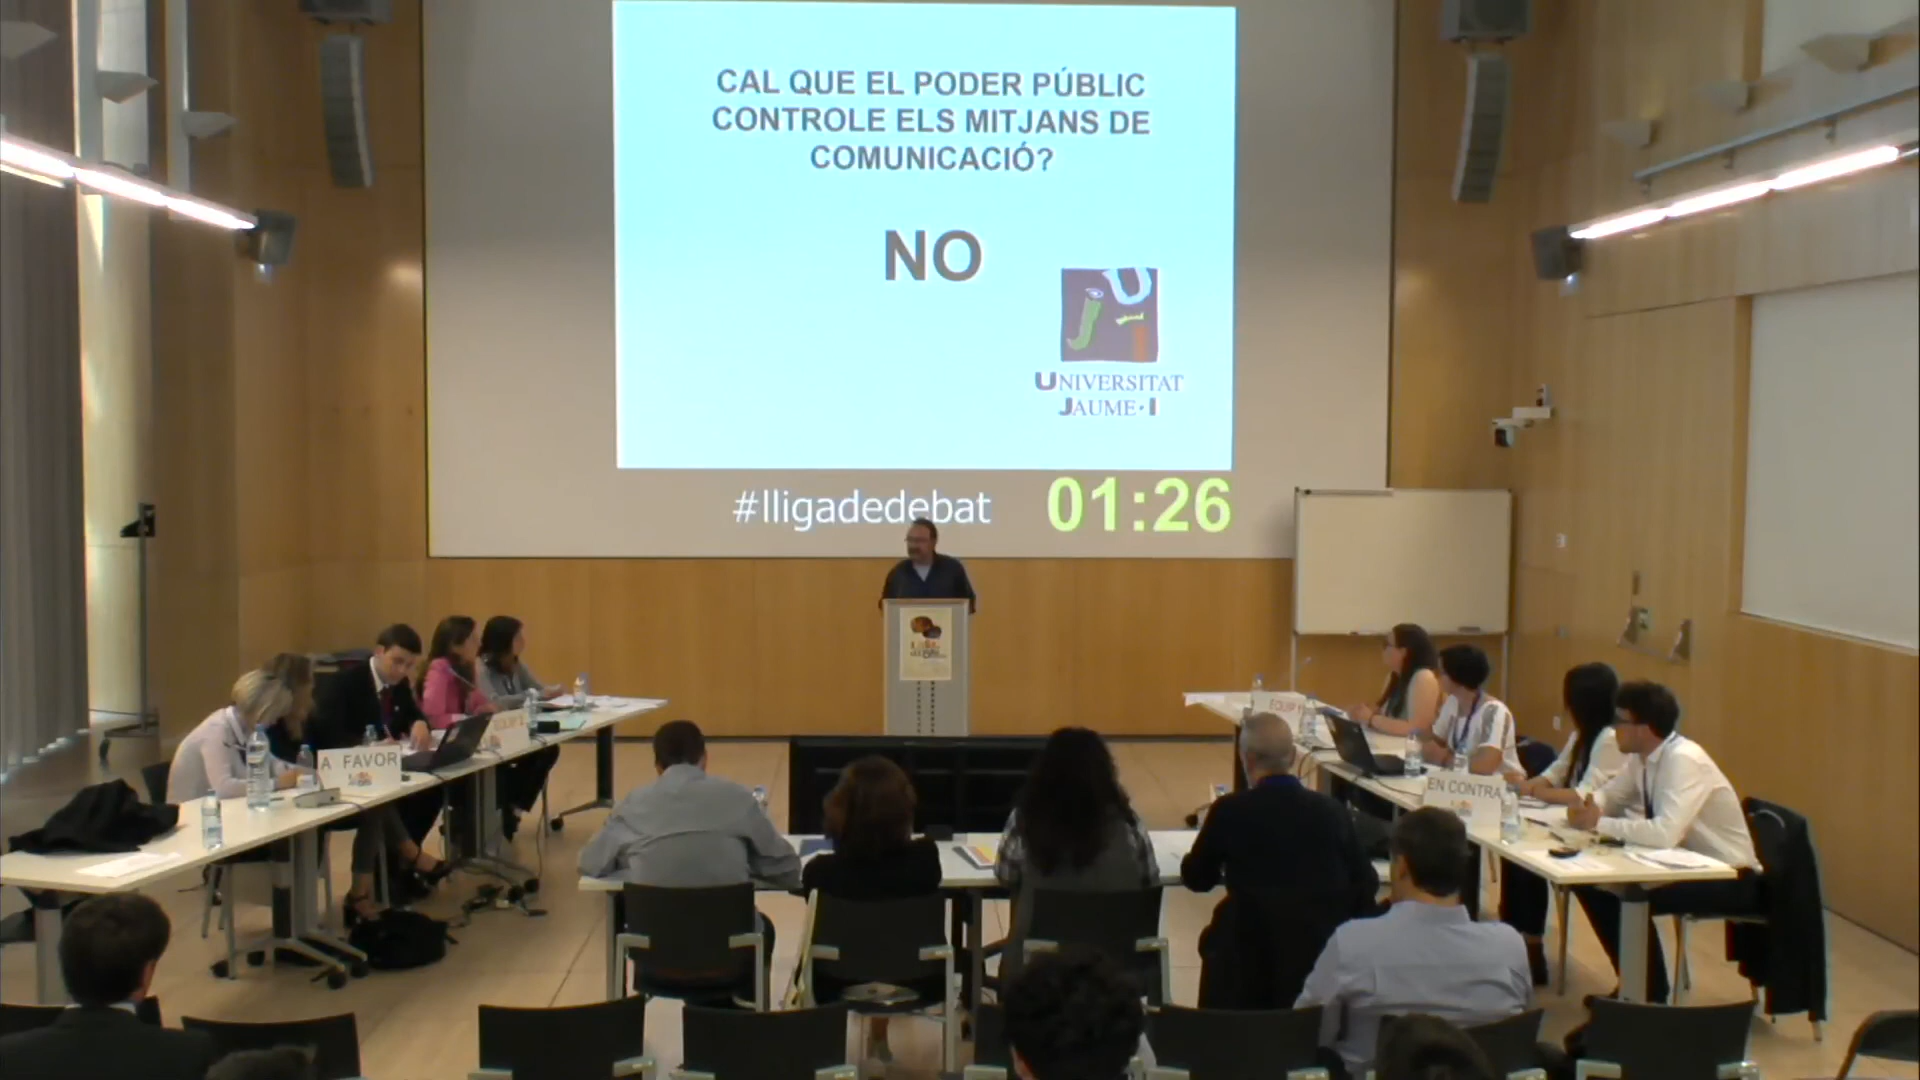 CAL QUE EL PODER PÚBLIC
CONTROLE ELS MITJANS DE
COMUNICACIÓ?
NO
UNIVERSITAT
JAUME·I
#lligadedebat
01:26
A FAVOR
EQUIP
EN CONTRA